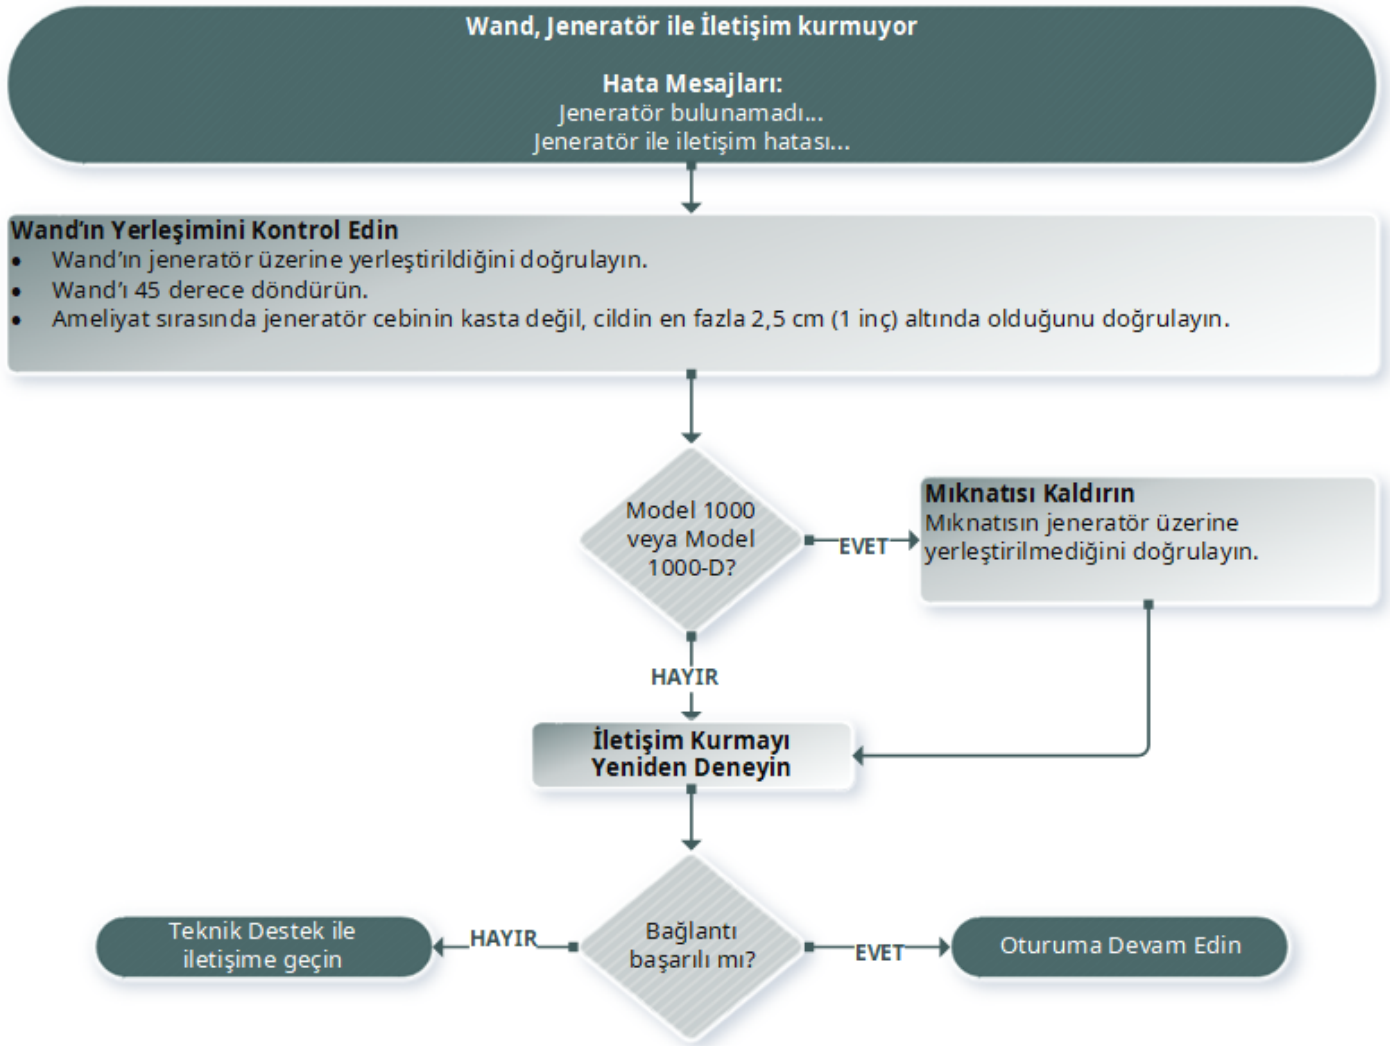 Wand, Jeneratör ile İletişim kurmuyor
Hata Mesajları:
Jeneratör bulunamadı...
Jeneratör ile iletişim hatası...
Wand'ın Yerleşimini Kontrol Edin
• Wand'ın jeneratör üzerine yerleştirildiğini doğrulayın.
• Wand'ı 45 derece döndürün.
• Ameliyat sırasında jeneratör cebinin kasta değil, cildin en fazla 2,5 cm (1 inç) altında olduğunu doğrulayın.
Model 1000
veya Model
1000-D?
EVET
Mıknatısı Kaldırın
Mıknatısın jeneratör üzerine
yerleştirilmediğini doğrulayın.
HAYIR
İletişim Kurmayı
Yeniden Deneyin
Bağlantı
başarılı mı?
HAYIR
Teknik Destek ile
iletişime geçin
EVET
Oturuma Devam Edin